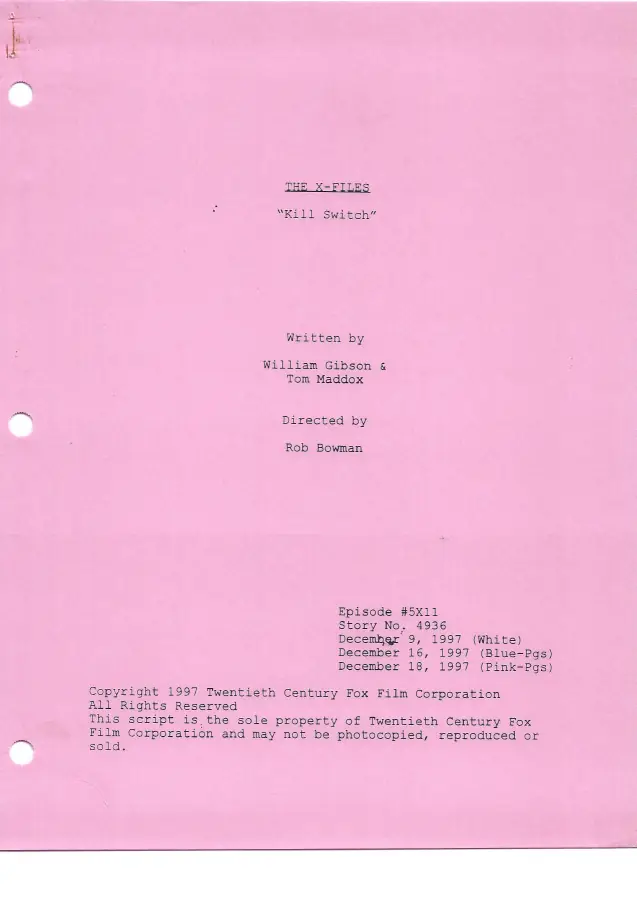 THE X-FILES
"Kill Switch"
Written by
William Gibson &
Tom Maddox
Directed by
Rob Bowman
Episode #5X11
Story No. 4936
December 9, 1997 (White)
December 16, 1997 (Blue-Pgs)
December 18, 1997 (Pink-Pgs)
Copyright 1997 Twentieth Century Fox Film Corporation
All Rights Reserved
This script is the sole property of Twentieth Century Fox
Film Corporation and may not be photocopied, reproduced or
sold.